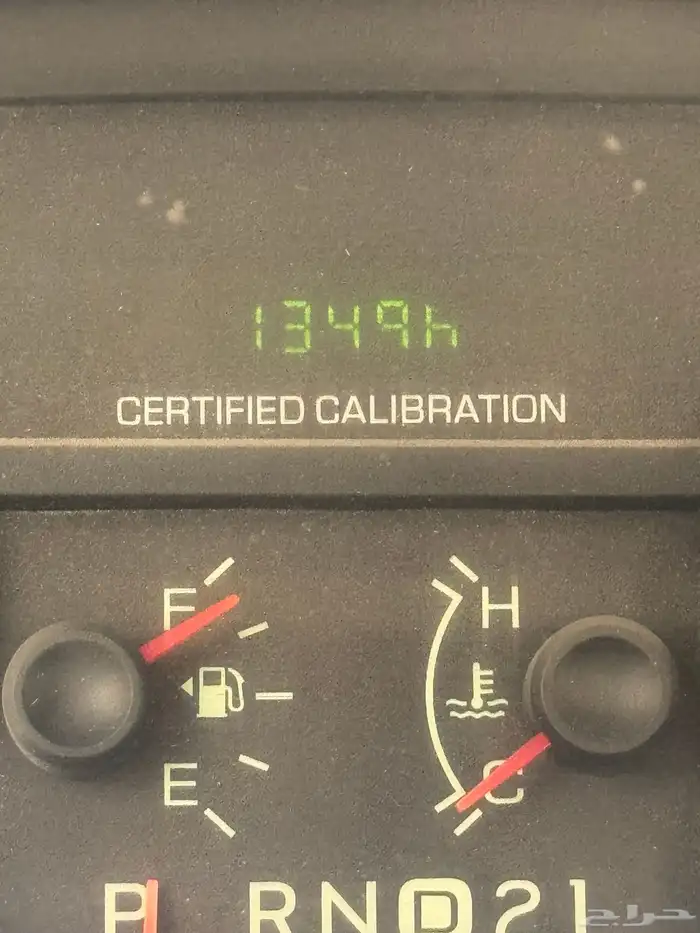 1349h
CERTIFIED CALIBRATION
F
H
E
C
P RND21
حراج